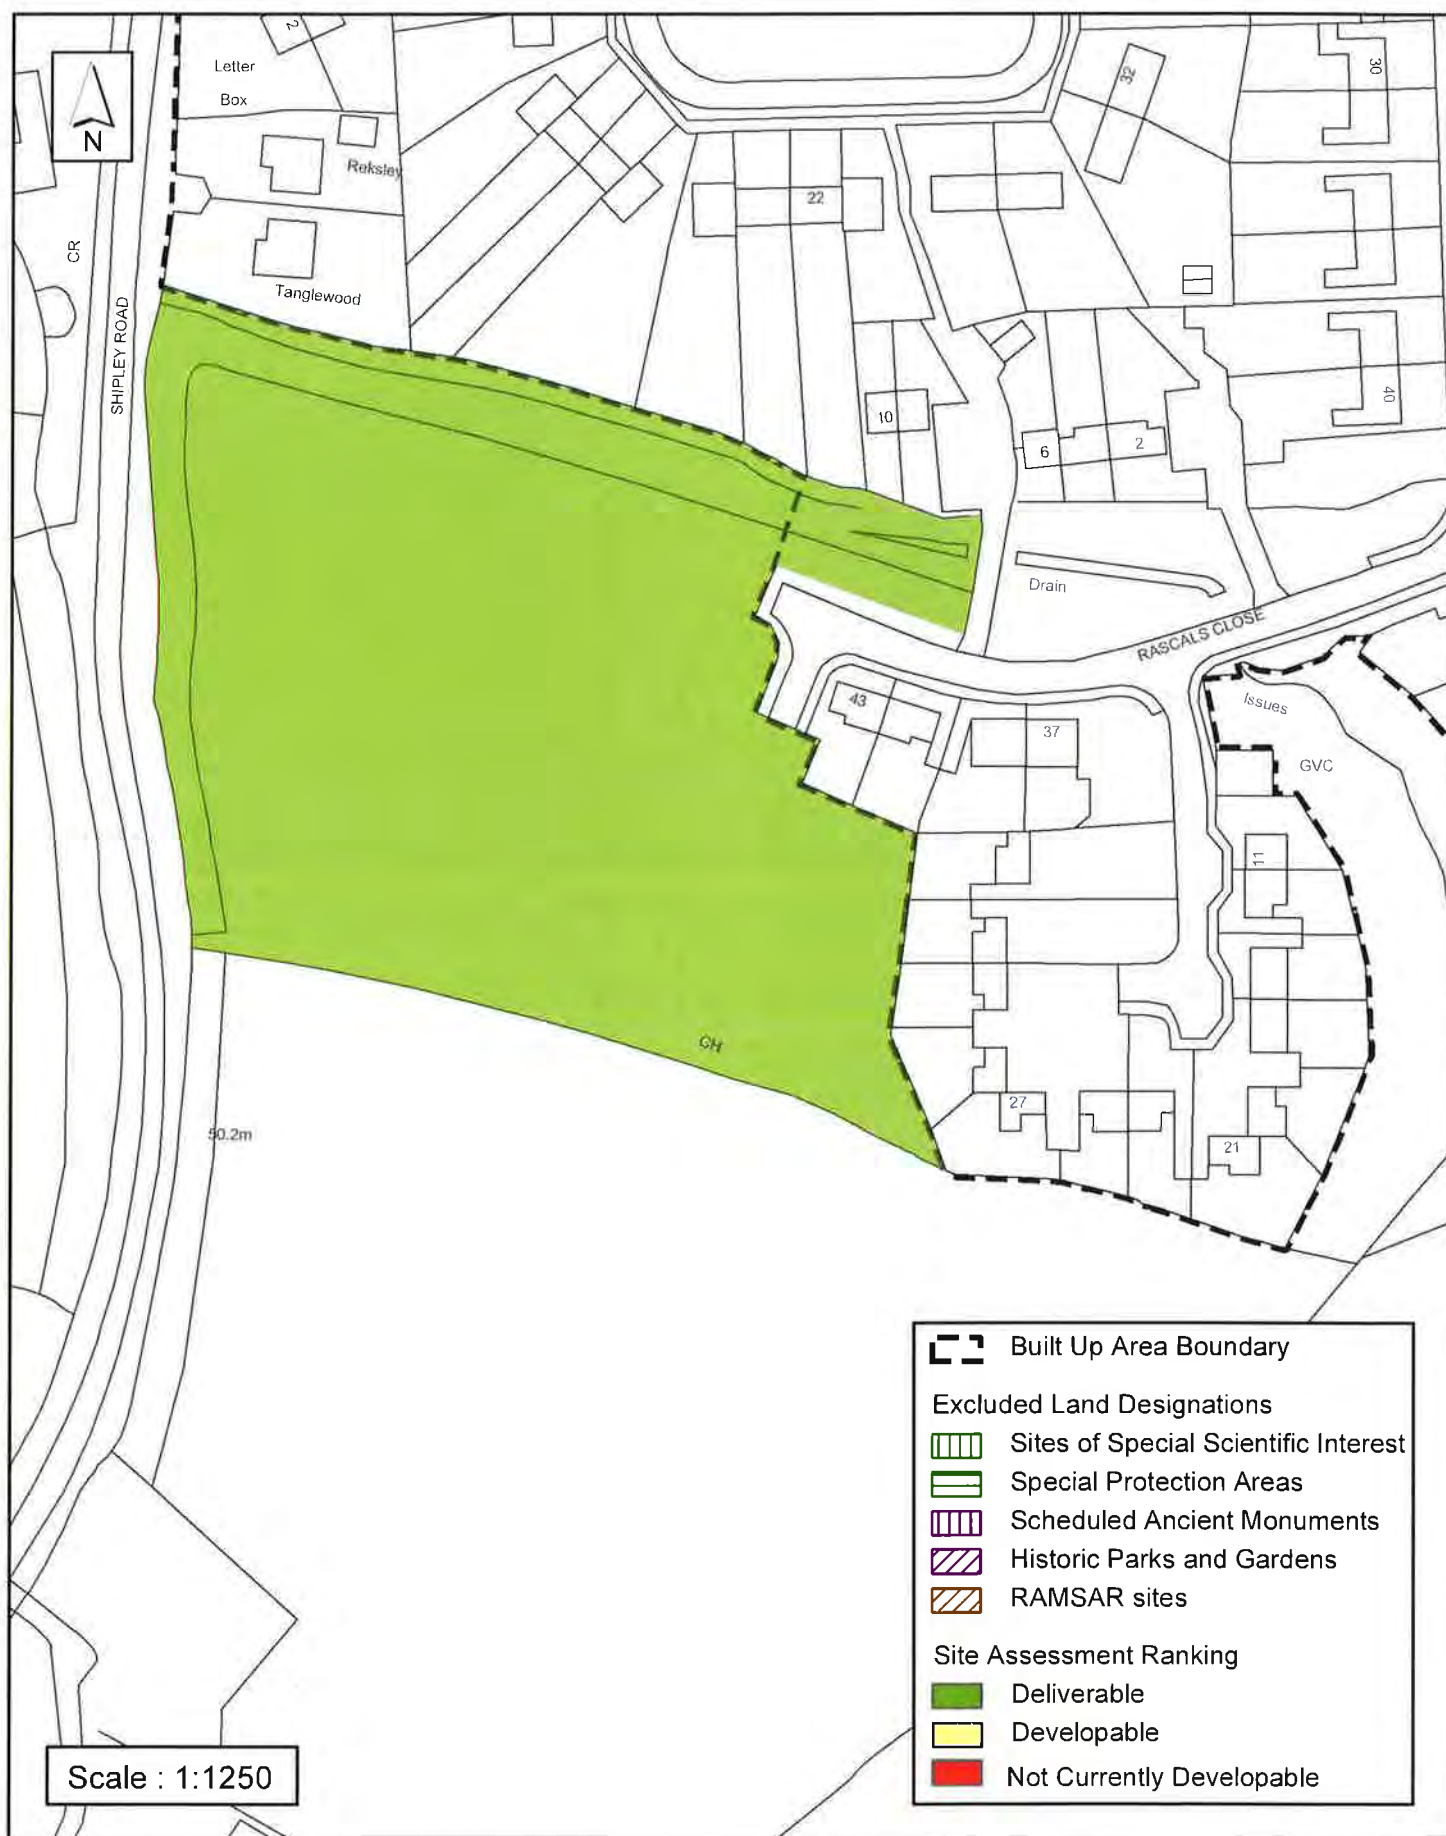 2
Letter
Box
N
32
30
Reksley
22
CR
SHIPLEY ROAD
Tanglewood
10
6
2
40
Drain
RASCALS CLOSE
43
37
Issues
GVC
11
CH
27
21
50.2m
Built Up Area Boundary
Excluded Land Designations
Sites of Special Scientific Interest
Special Protection Areas
Scheduled Ancient Monuments
Historic Parks and Gardens
RAMSAR sites
Site Assessment Ranking
Deliverable
Developable
Not Currently Developable
Scale : 1:1250